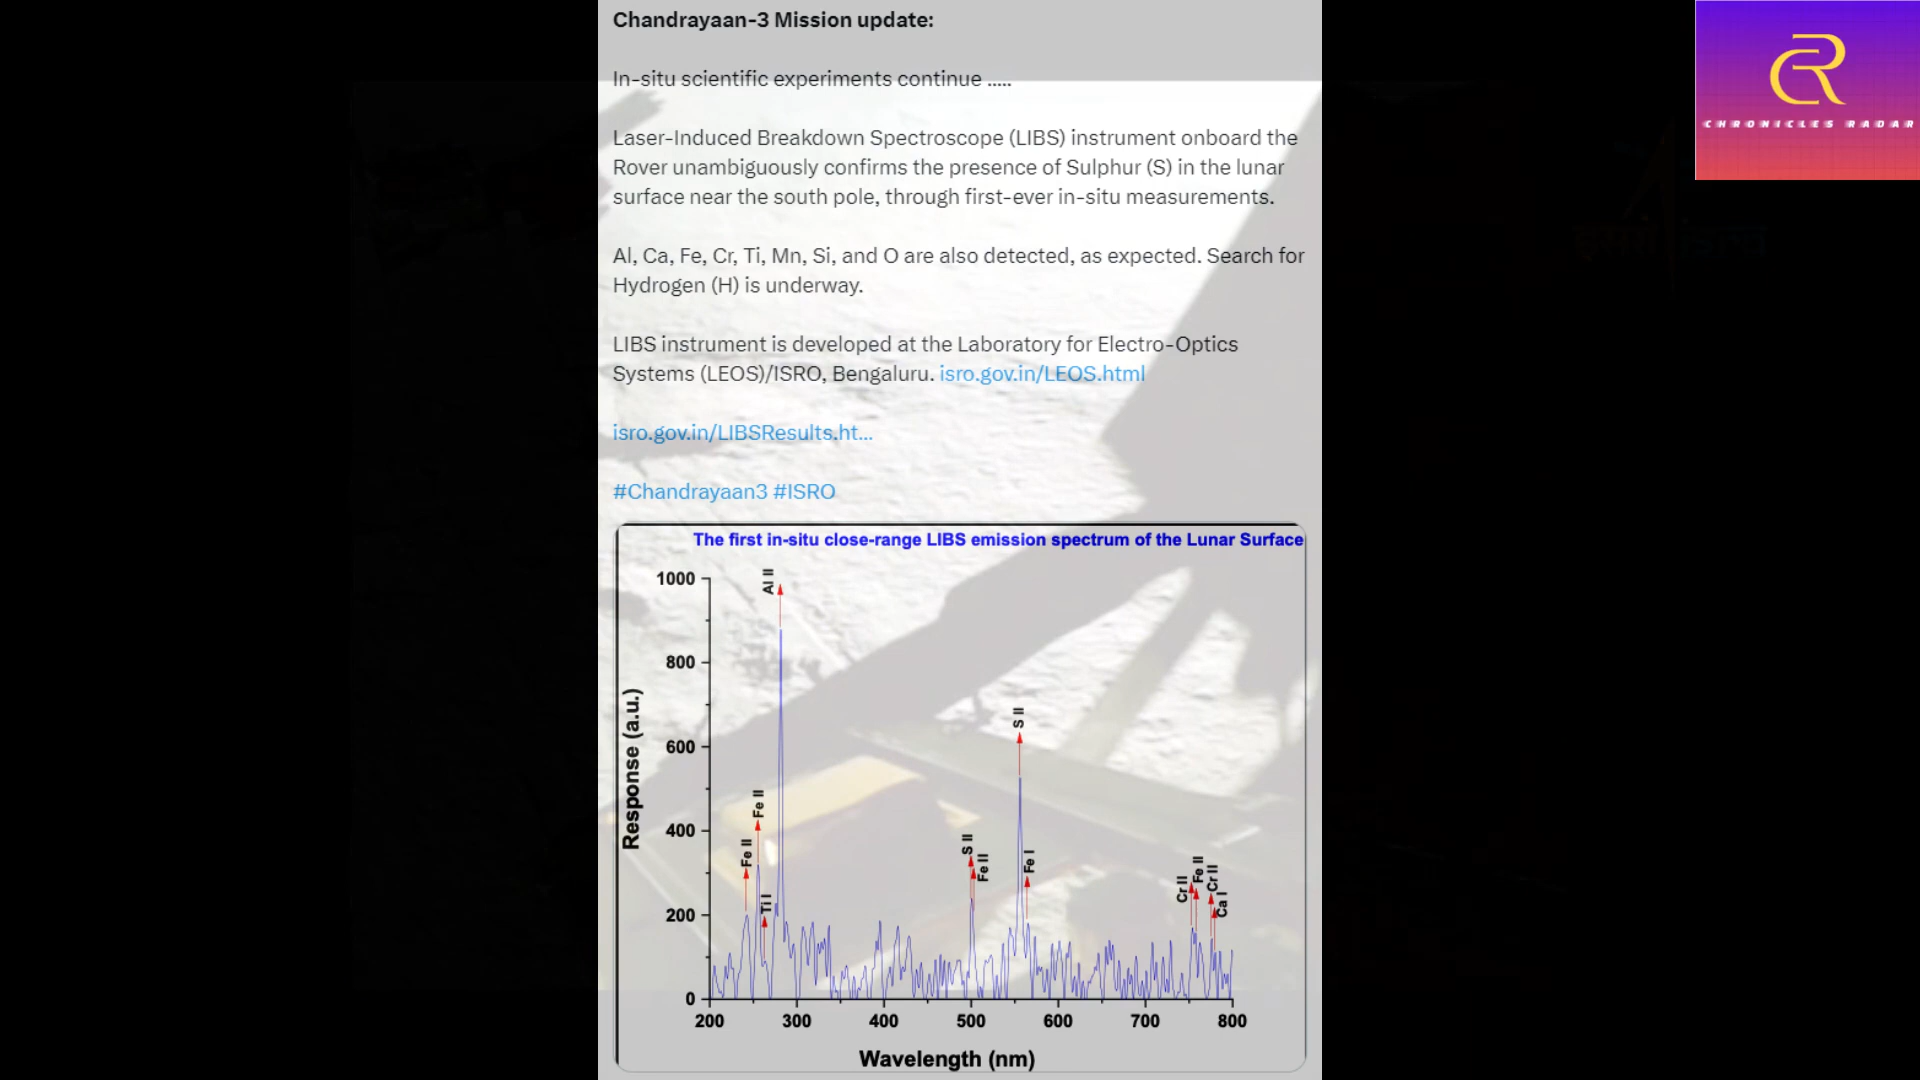 Chandrayaan-3 Mission update:
In-situ scientific experiments continue .....
Laser-Induced Breakdown Spectroscope (LIBS) instrument onboard the
Rover unambiguously confirms the presence of Sulphur (S) in the lunar
surface near the south pole, through first-ever in-situ measurements.
Al, Ca, Fe, Cr, Ti, Mn, Si, and O are also detected, as expected. Search for
Hydrogen (H) is underway.
LIBS instrument is developed at the Laboratory for Electro-Optics
Systems (LEOS)/ISRO, Bengaluru. isro.gov.in/LEOS.html
isro.gov.in/LIBSResults.ht...
#Chandrayaan3 #ISRO
The first in-situ close-range LIBS emission spectrum of the Lunar Surface
Response (a.u.)
1000
800
600
400
200
0
Fe II
Fe II
Ti I
Al II
S II
Fe II
S II
Fe I
Cr II
Fe II
Cr II
Ca I
200 300 400 500 600 700 800
Wavelength (nm)
CR
CHRONICLES RADAR